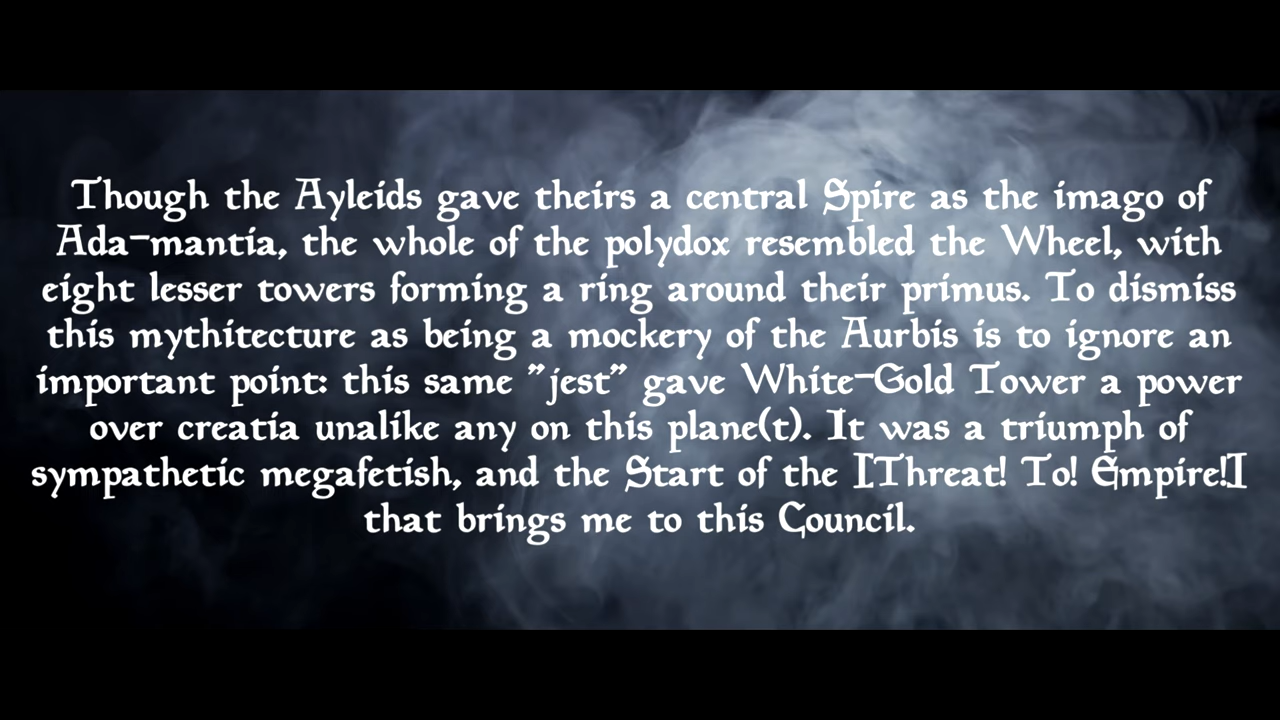 Though the Ayleids gave theirs a central Spire as the imago of
Ada-mantia, the whole of the polydox resembled the Wheel, with
eight lesser towers forming a ring around their primus. To dismiss
this mythitecture as being a mockery of the Aurbis is to ignore an
important point: this same "jest" gave White-Gold Tower a power
over creatia unalike any on this plane(t). It was a triumph of
sympathetic megafetish, and the Start of the [Threat! To! Empire!]
that brings me to this Council.